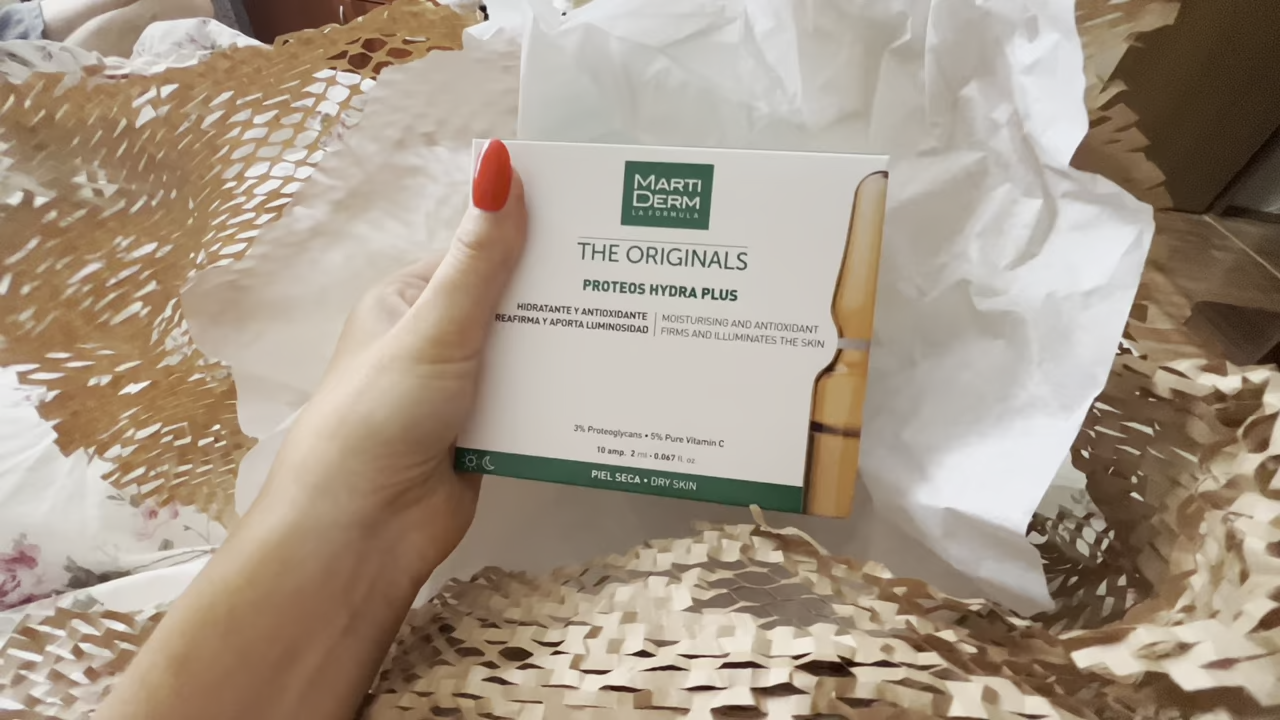 MARTI
DERM
LA FORMULA
THE ORIGINALS
PROTEOS HYDRA PLUS
HIDRATANTE Y ANTIOXIDANTE
REAFIRMA Y APORTA LUMINOSIDAD
MOISTURISING AND ANTIOXIDANT
FIRMS AND ILLUMINATES THE SKIN
3% Proteoglycans • 5% Pure Vitamin C
10 amp. 2 ml • 0.067 fl. oz
PIEL SECA • DRY SKIN